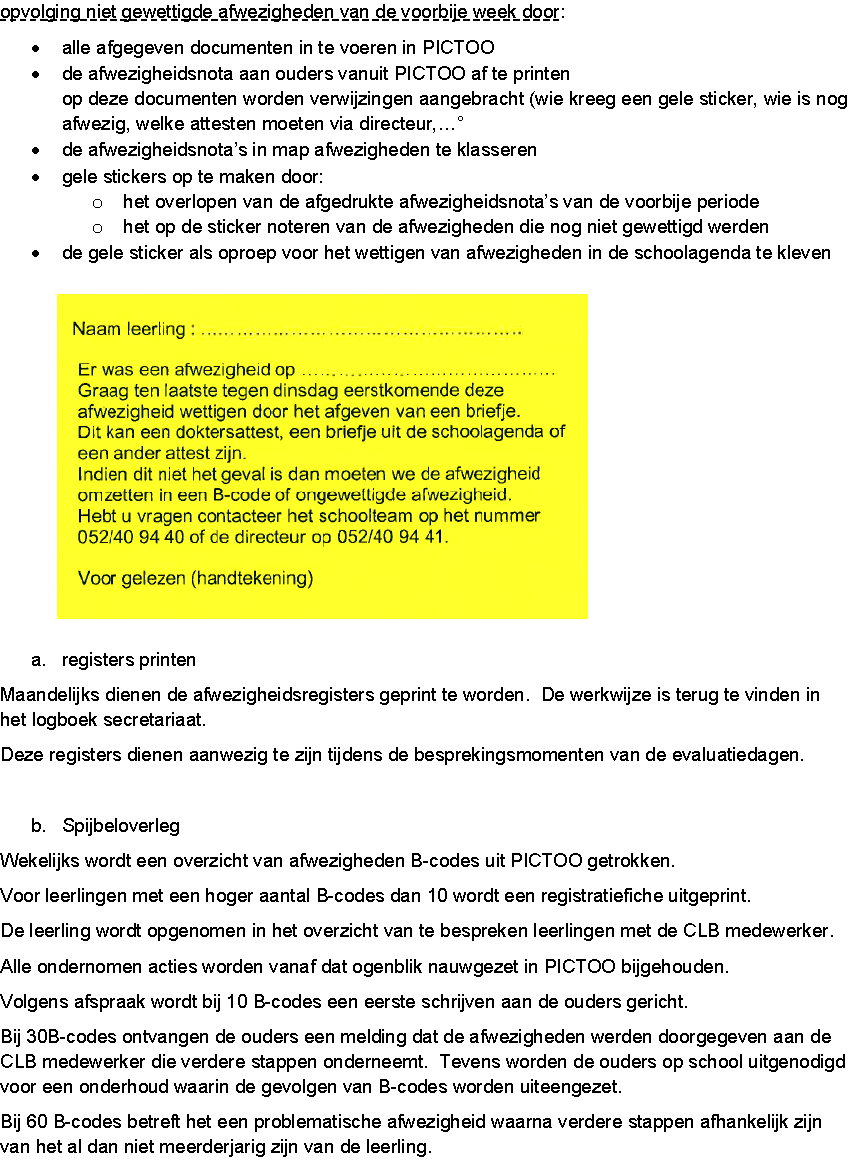 opvolging niet gewettigde afwezigheden van de voorbije week door:
• alle afgegeven documenten in te voeren in PICTOO
• de afwezigheidsnota aan ouders vanuit PICTOO af te printen
op deze documenten worden verwijzingen aangebracht (wie kreeg een gele sticker, wie is nog
afwezig, welke attesten moeten via directeur,…°
• de afwezigheidsnota's in map afwezigheden te klasseren
• gele stickers op te maken door:
o het overlopen van de afgedrukte afwezigheidsnota's van de voorbije periode
o het op de sticker noteren van de afwezigheden die nog niet gewettigd werden
• de gele sticker als oproep voor het wettigen van afwezigheden in de schoolagenda te kleven
Naam leerling : ……………………………………………….
Er was een afwezigheid op ……………………………………
Graag ten laatste tegen dinsdag eerstkomende deze
afwezigheid wettigen door het afgeven van een briefje.
Dit kan een doktersattest, een briefje uit de schoolagenda of
een ander attest zijn.
Indien dit niet het geval is dan moeten we de afwezigheid
omzetten in een B-code of ongewettigde afwezigheid.
Hebt u vragen contacteer het schoolteam op het nummer
052/40 94 40 of de directeur op 052/40 94 41.
Voor gelezen (handtekening)
a. registers printen
Maandelijks dienen de afwezigheidsregisters geprint te worden. De werkwijze is terug te vinden in
het logboek secretariaat.
Deze registers dienen aanwezig te zijn tijdens de besprekingsmomenten van de evaluatiedagen.
b. Spijbeloverleg
Wekelijks wordt een overzicht van afwezigheden B-codes uit PICTOO getrokken.
Voor leerlingen met een hoger aantal B-codes dan 10 wordt een registratiefiche uitgeprint.
De leerling wordt opgenomen in het overzicht van te bespreken leerlingen met de CLB medewerker.
Alle ondernomen acties worden vanaf dat ogenblik nauwgezet in PICTOO bijgehouden.
Volgens afspraak wordt bij 10 B-codes een eerste schrijven aan de ouders gericht.
Bij 30B-codes ontvangen de ouders een melding dat de afwezigheden werden doorgegeven aan de
CLB medewerker die verdere stappen onderneemt. Tevens worden de ouders op school uitgenodigd
voor een onderhoud waarin de gevolgen van B-codes worden uiteengezet.
Bij 60 B-codes betreft het een problematische afwezigheid waarna verdere stappen afhankelijk zijn
van het al dan niet meerderjarig zijn van de leerling.